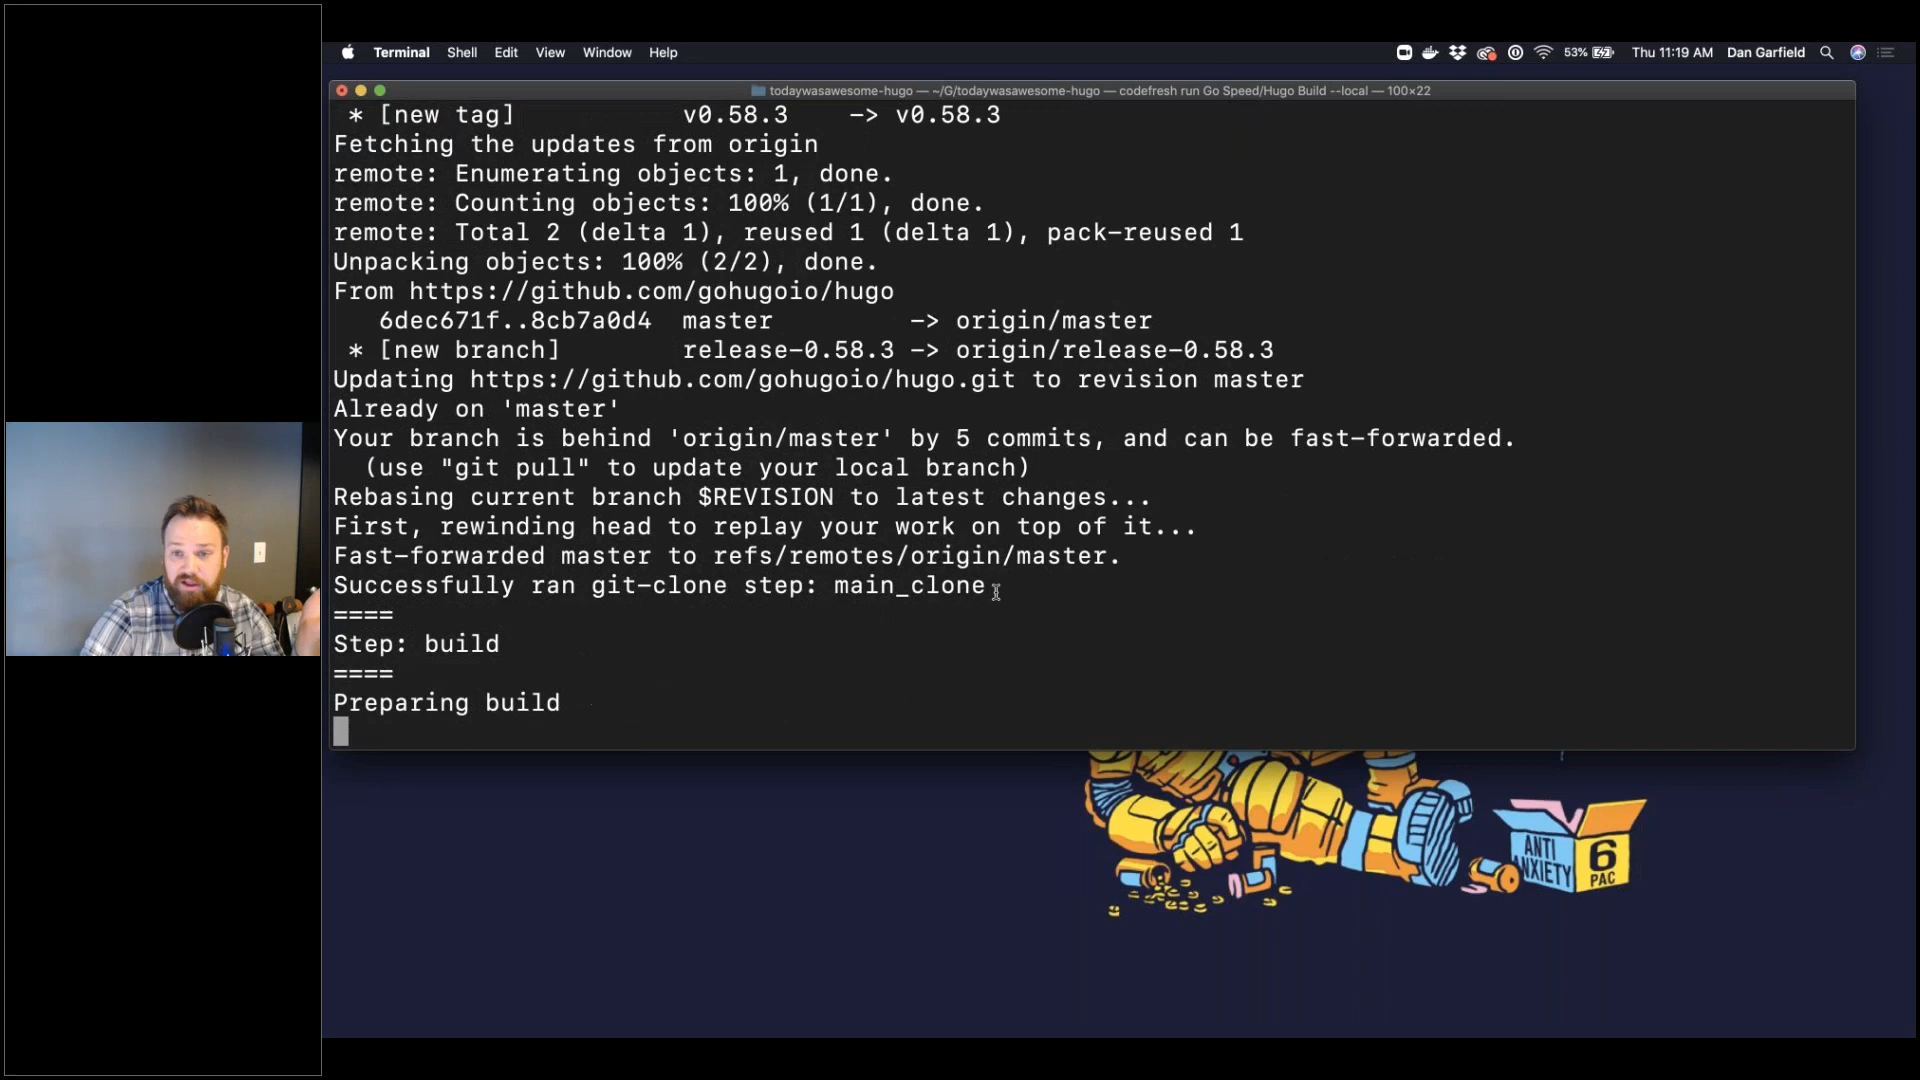 Terminal Shell Edit View Window Help 53% Thu 11:19 AM Dan Garfield
todaywasawesome-hugo — ~/G/todaywasawesome-hugo — codefresh run Go Speed/Hugo Build --local — 100×22
* [new tag] v0.58.3 -> v0.58.3
Fetching the updates from origin
remote: Enumerating objects: 1, done.
remote: Counting objects: 100% (1/1), done.
remote: Total 2 (delta 1), reused 1 (delta 1), pack-reused 1
Unpacking objects: 100% (2/2), done.
From https://github.com/gohugoio/hugo
6dec671f..8cb7a0d4 master -> origin/master
* [new branch] release-0.58.3 -> origin/release-0.58.3
Updating https://github.com/gohugoio/hugo.git to revision master
Already on 'master'
Your branch is behind 'origin/master' by 5 commits, and can be fast-forwarded.
(use "git pull" to update your local branch)
Rebasing current branch $REVISION to latest changes...
First, rewinding head to replay your work on top of it...
Fast-forwarded master to refs/remotes/origin/master.
Successfully ran git-clone step: main_clone
====
Step: build
====
Preparing build
ANTI
ANXIETY
6
PAC